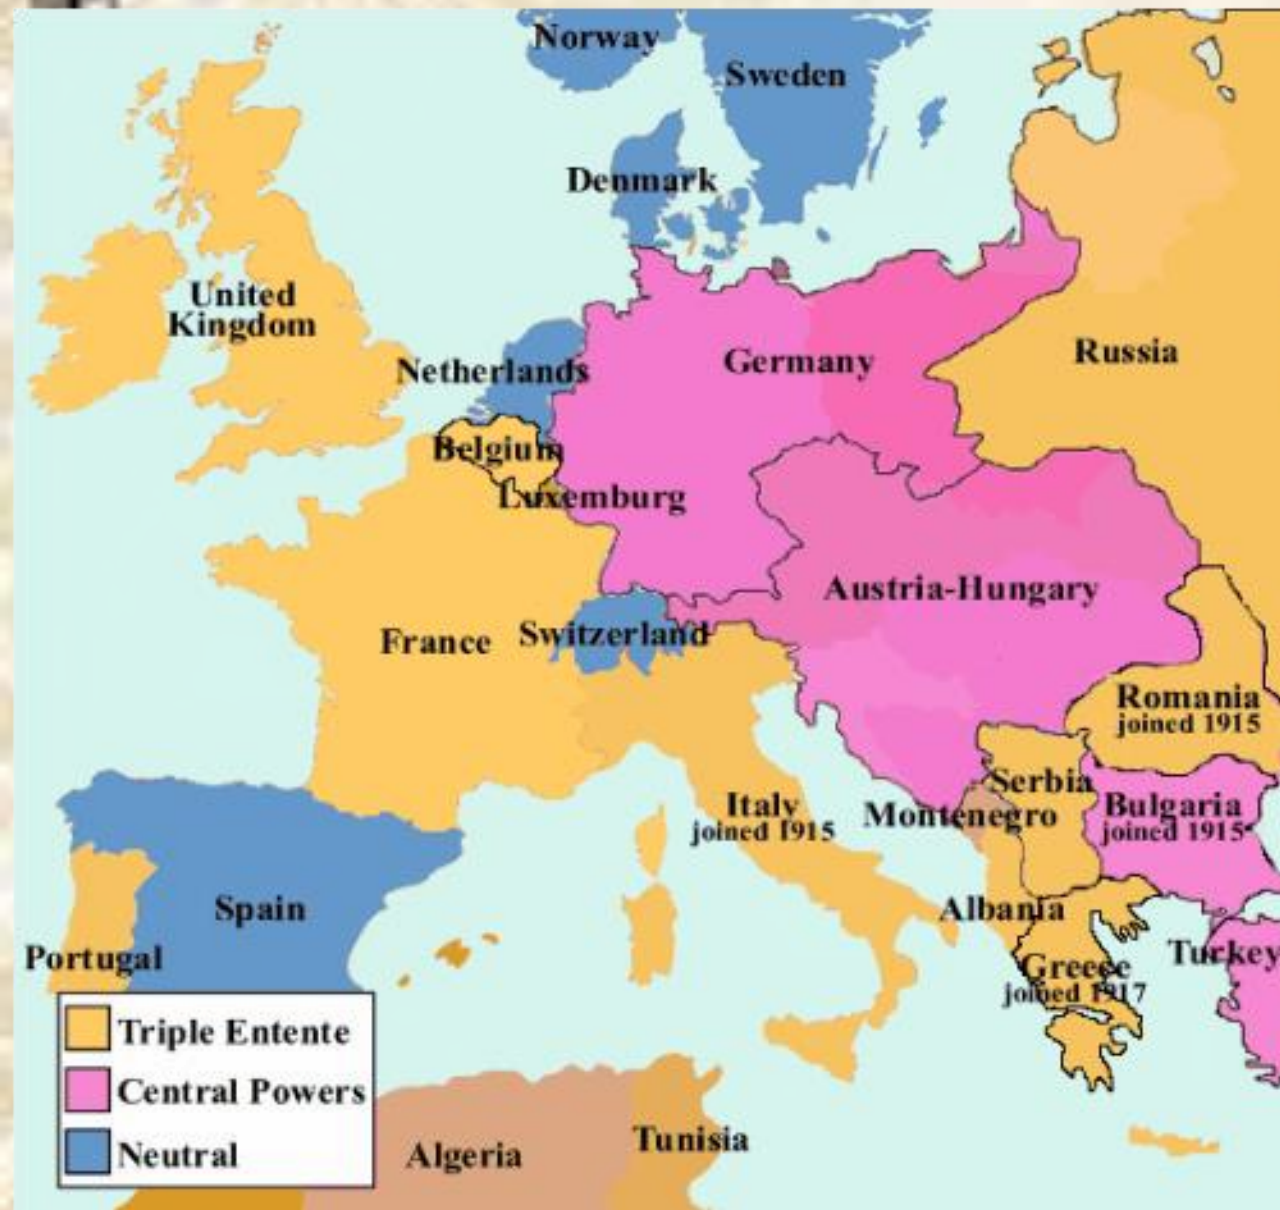 Norway
Sweden
Denmark
United
Kingdom
Netherlands
Germany
Russia
Belgium
Luxemburg
Austria-Hungary
France
Switzerland
Romania
joined 1915
Serbia
Italy
joined 1915
Montenegro
Bulgaria
joined 1915
Spain
Albania
Portugal
Greece
joined 1917
Turkey
Triple Entente
Central Powers
Neutral
Algeria
Tunisia